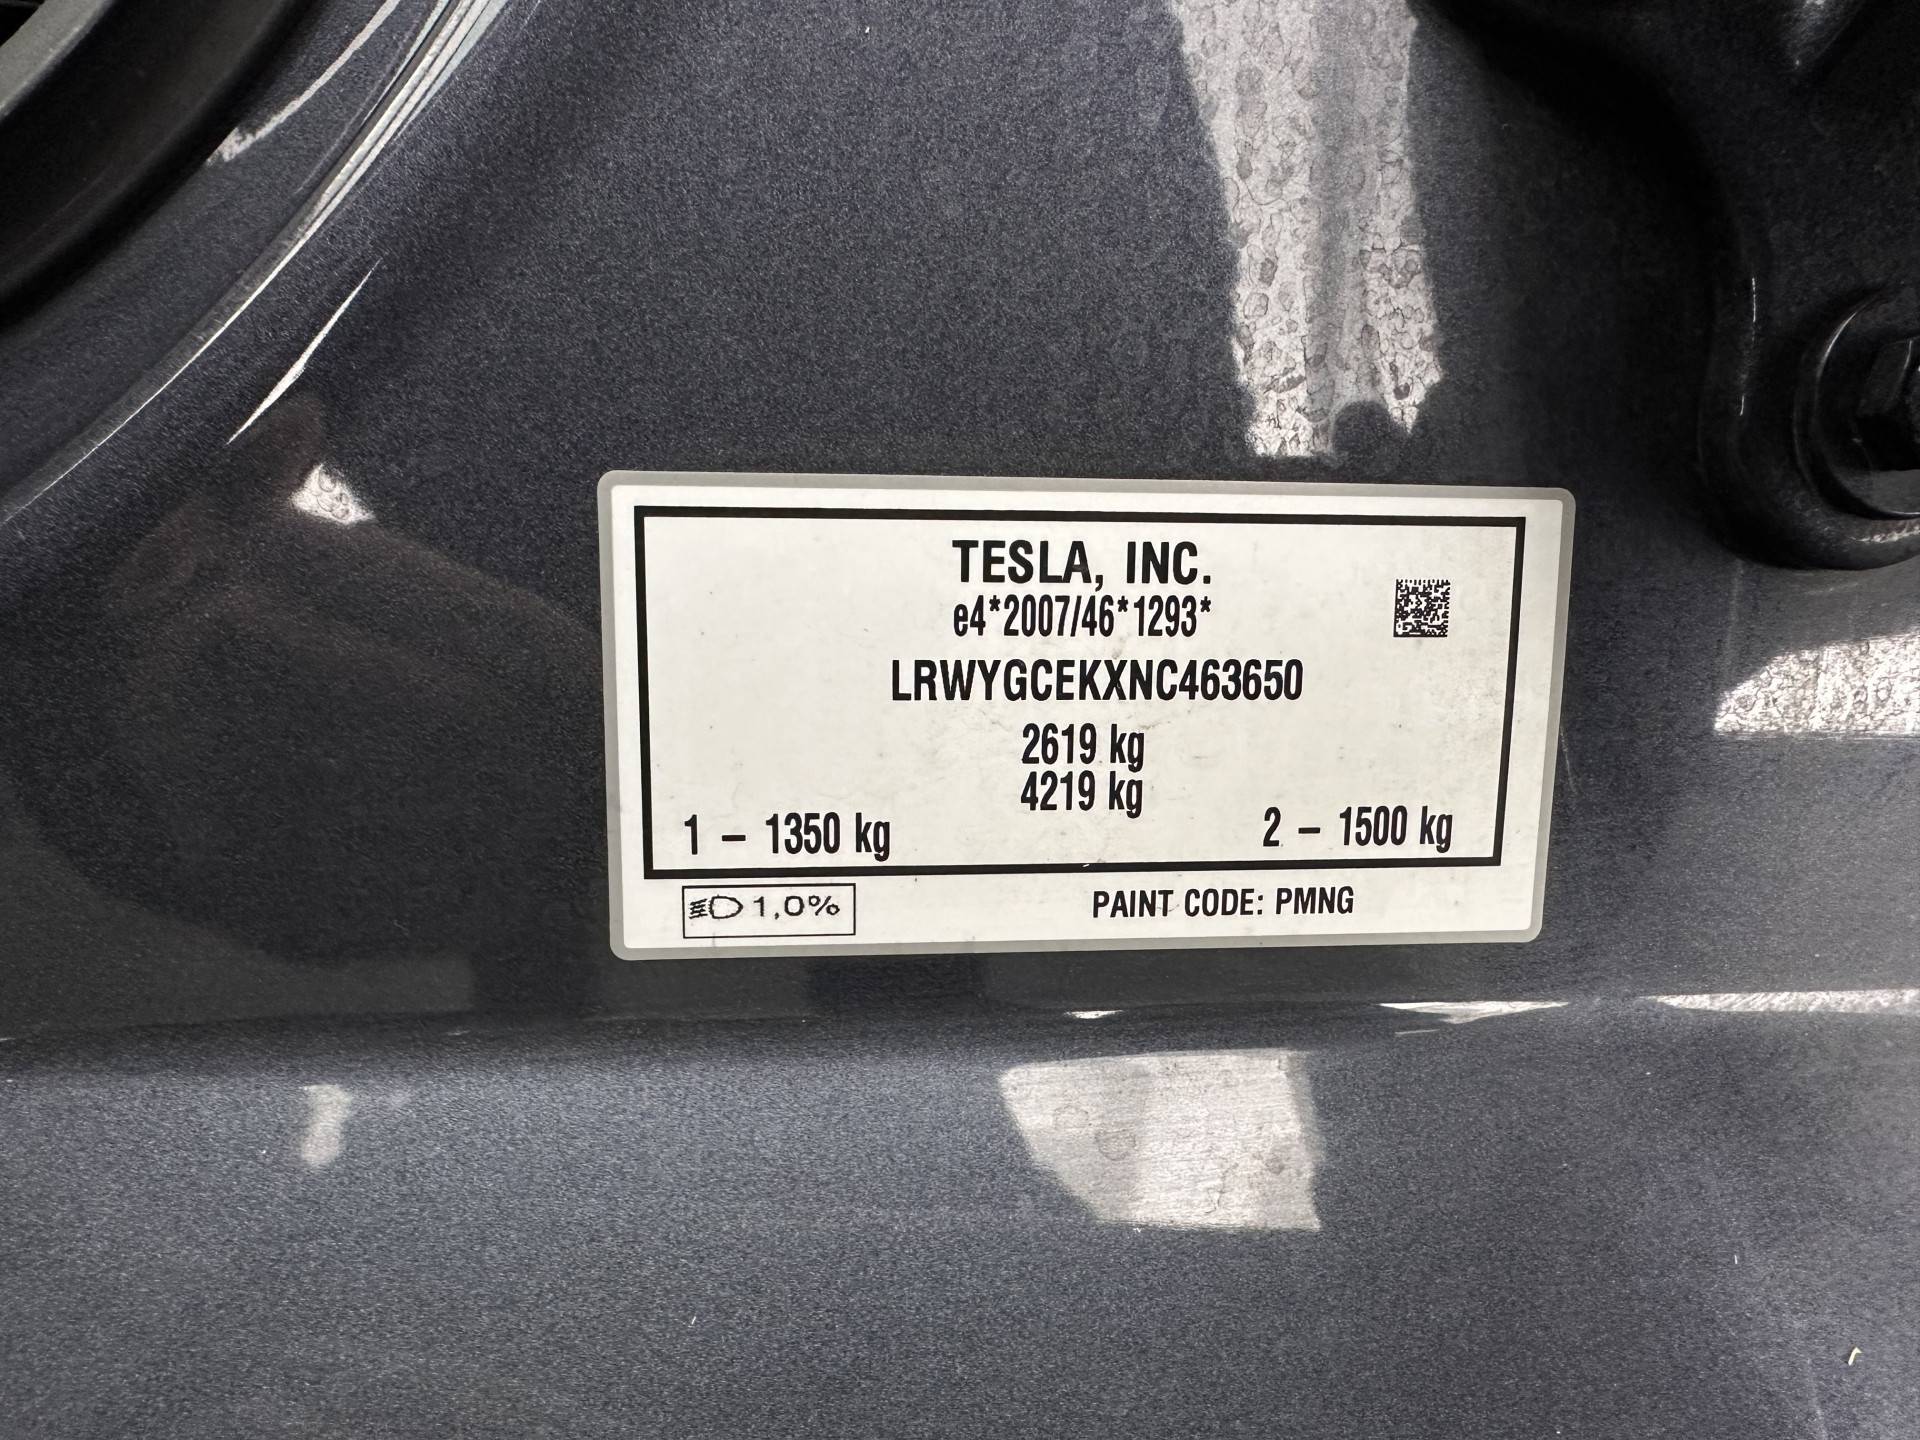 TESLA, INC.
e4*2007/46*1293*
LRWYGCEKXNC463650
2619 kg
4219 kg
1 – 1350 kg
2 – 1500 kg
1,0%
PAINT CODE: PMNG